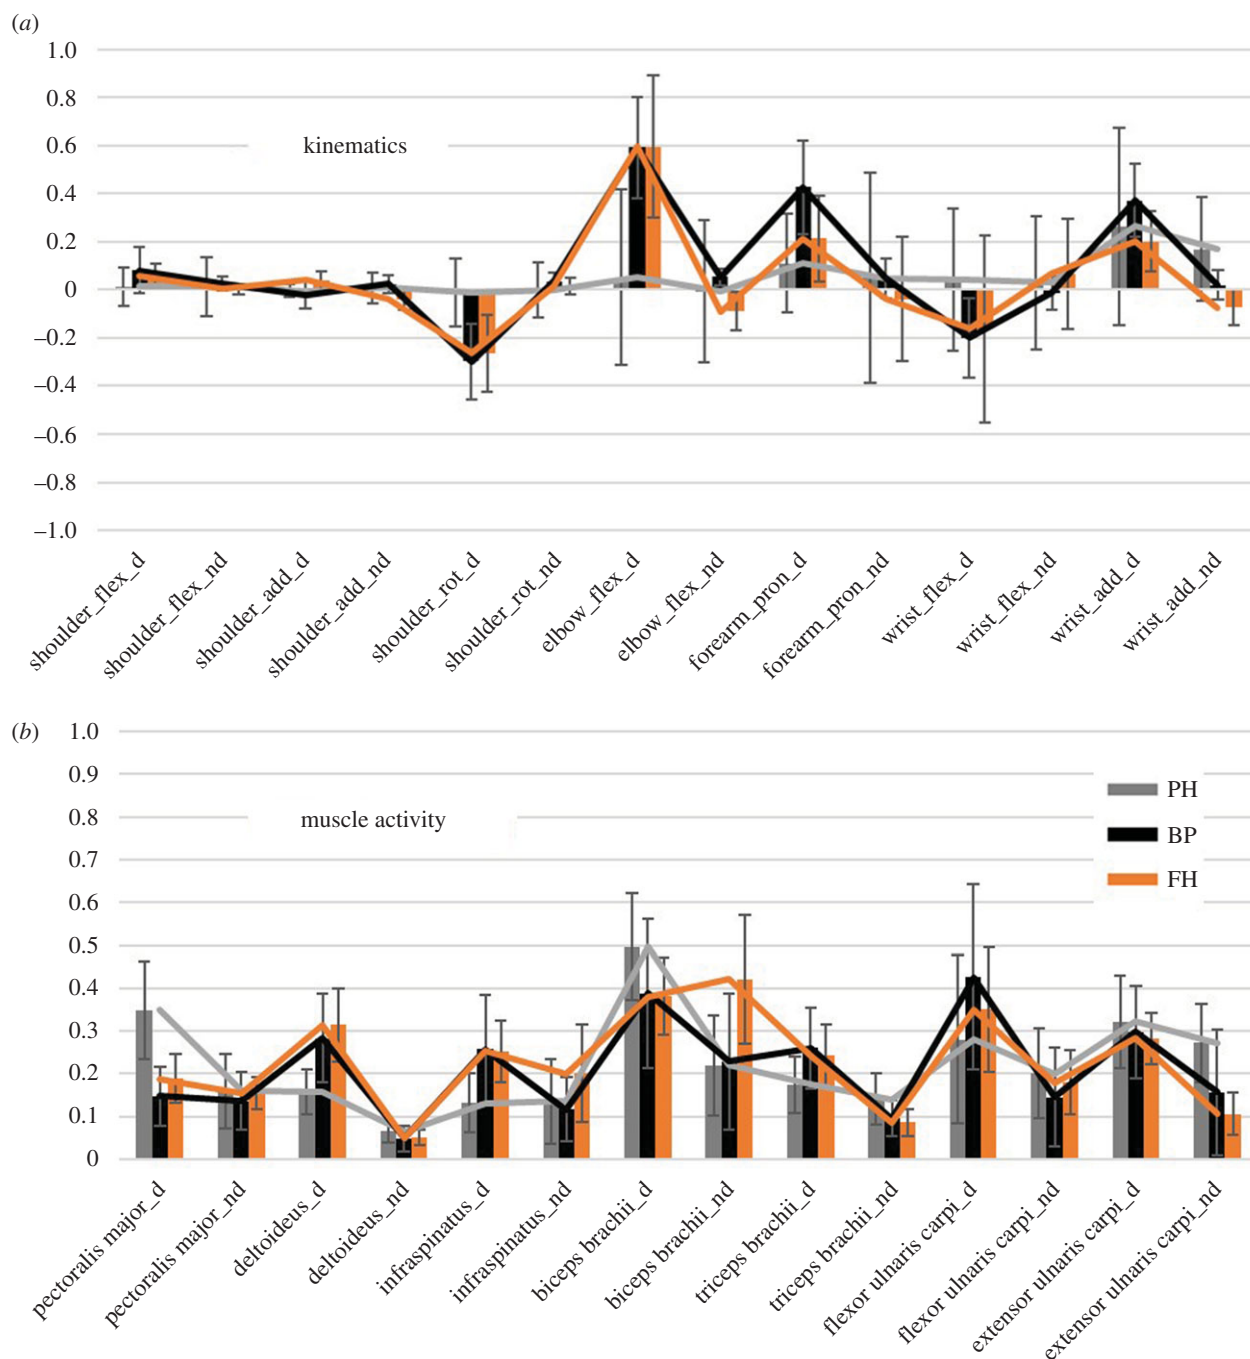 (a)
1.0
0.8
0.6
kinematics
0.4
0.2
0
–0.2
–0.4
–0.6
–0.8
–1.0
shoulder_flex_d
shoulder_flex_nd
shoulder_add_d
shoulder_add_nd
shoulder_rot_d
shoulder_rot_nd
elbow_flex_d
elbow_flex_nd
forearm_pron_d
forearm_pron_nd
wrist_flex_d
wrist_flex_nd
wrist_add_d
wrist_add_nd
(b)
1.0
0.9
0.8
muscle activity
0.7
0.6
0.5
0.4
0.3
0.2
0.1
0
PH
BP
FH
pectoralis major_d
pectoralis major_nd
deltoideus_d
deltoideus_nd
infraspinatus_d
infraspinatus_nd
biceps brachii_d
biceps brachii_nd
triceps brachii_d
triceps brachii_nd
flexor ulnaris carpi_d
flexor ulnaris carpi_nd
extensor ulnaris carpi_d
extensor ulnaris carpi_nd